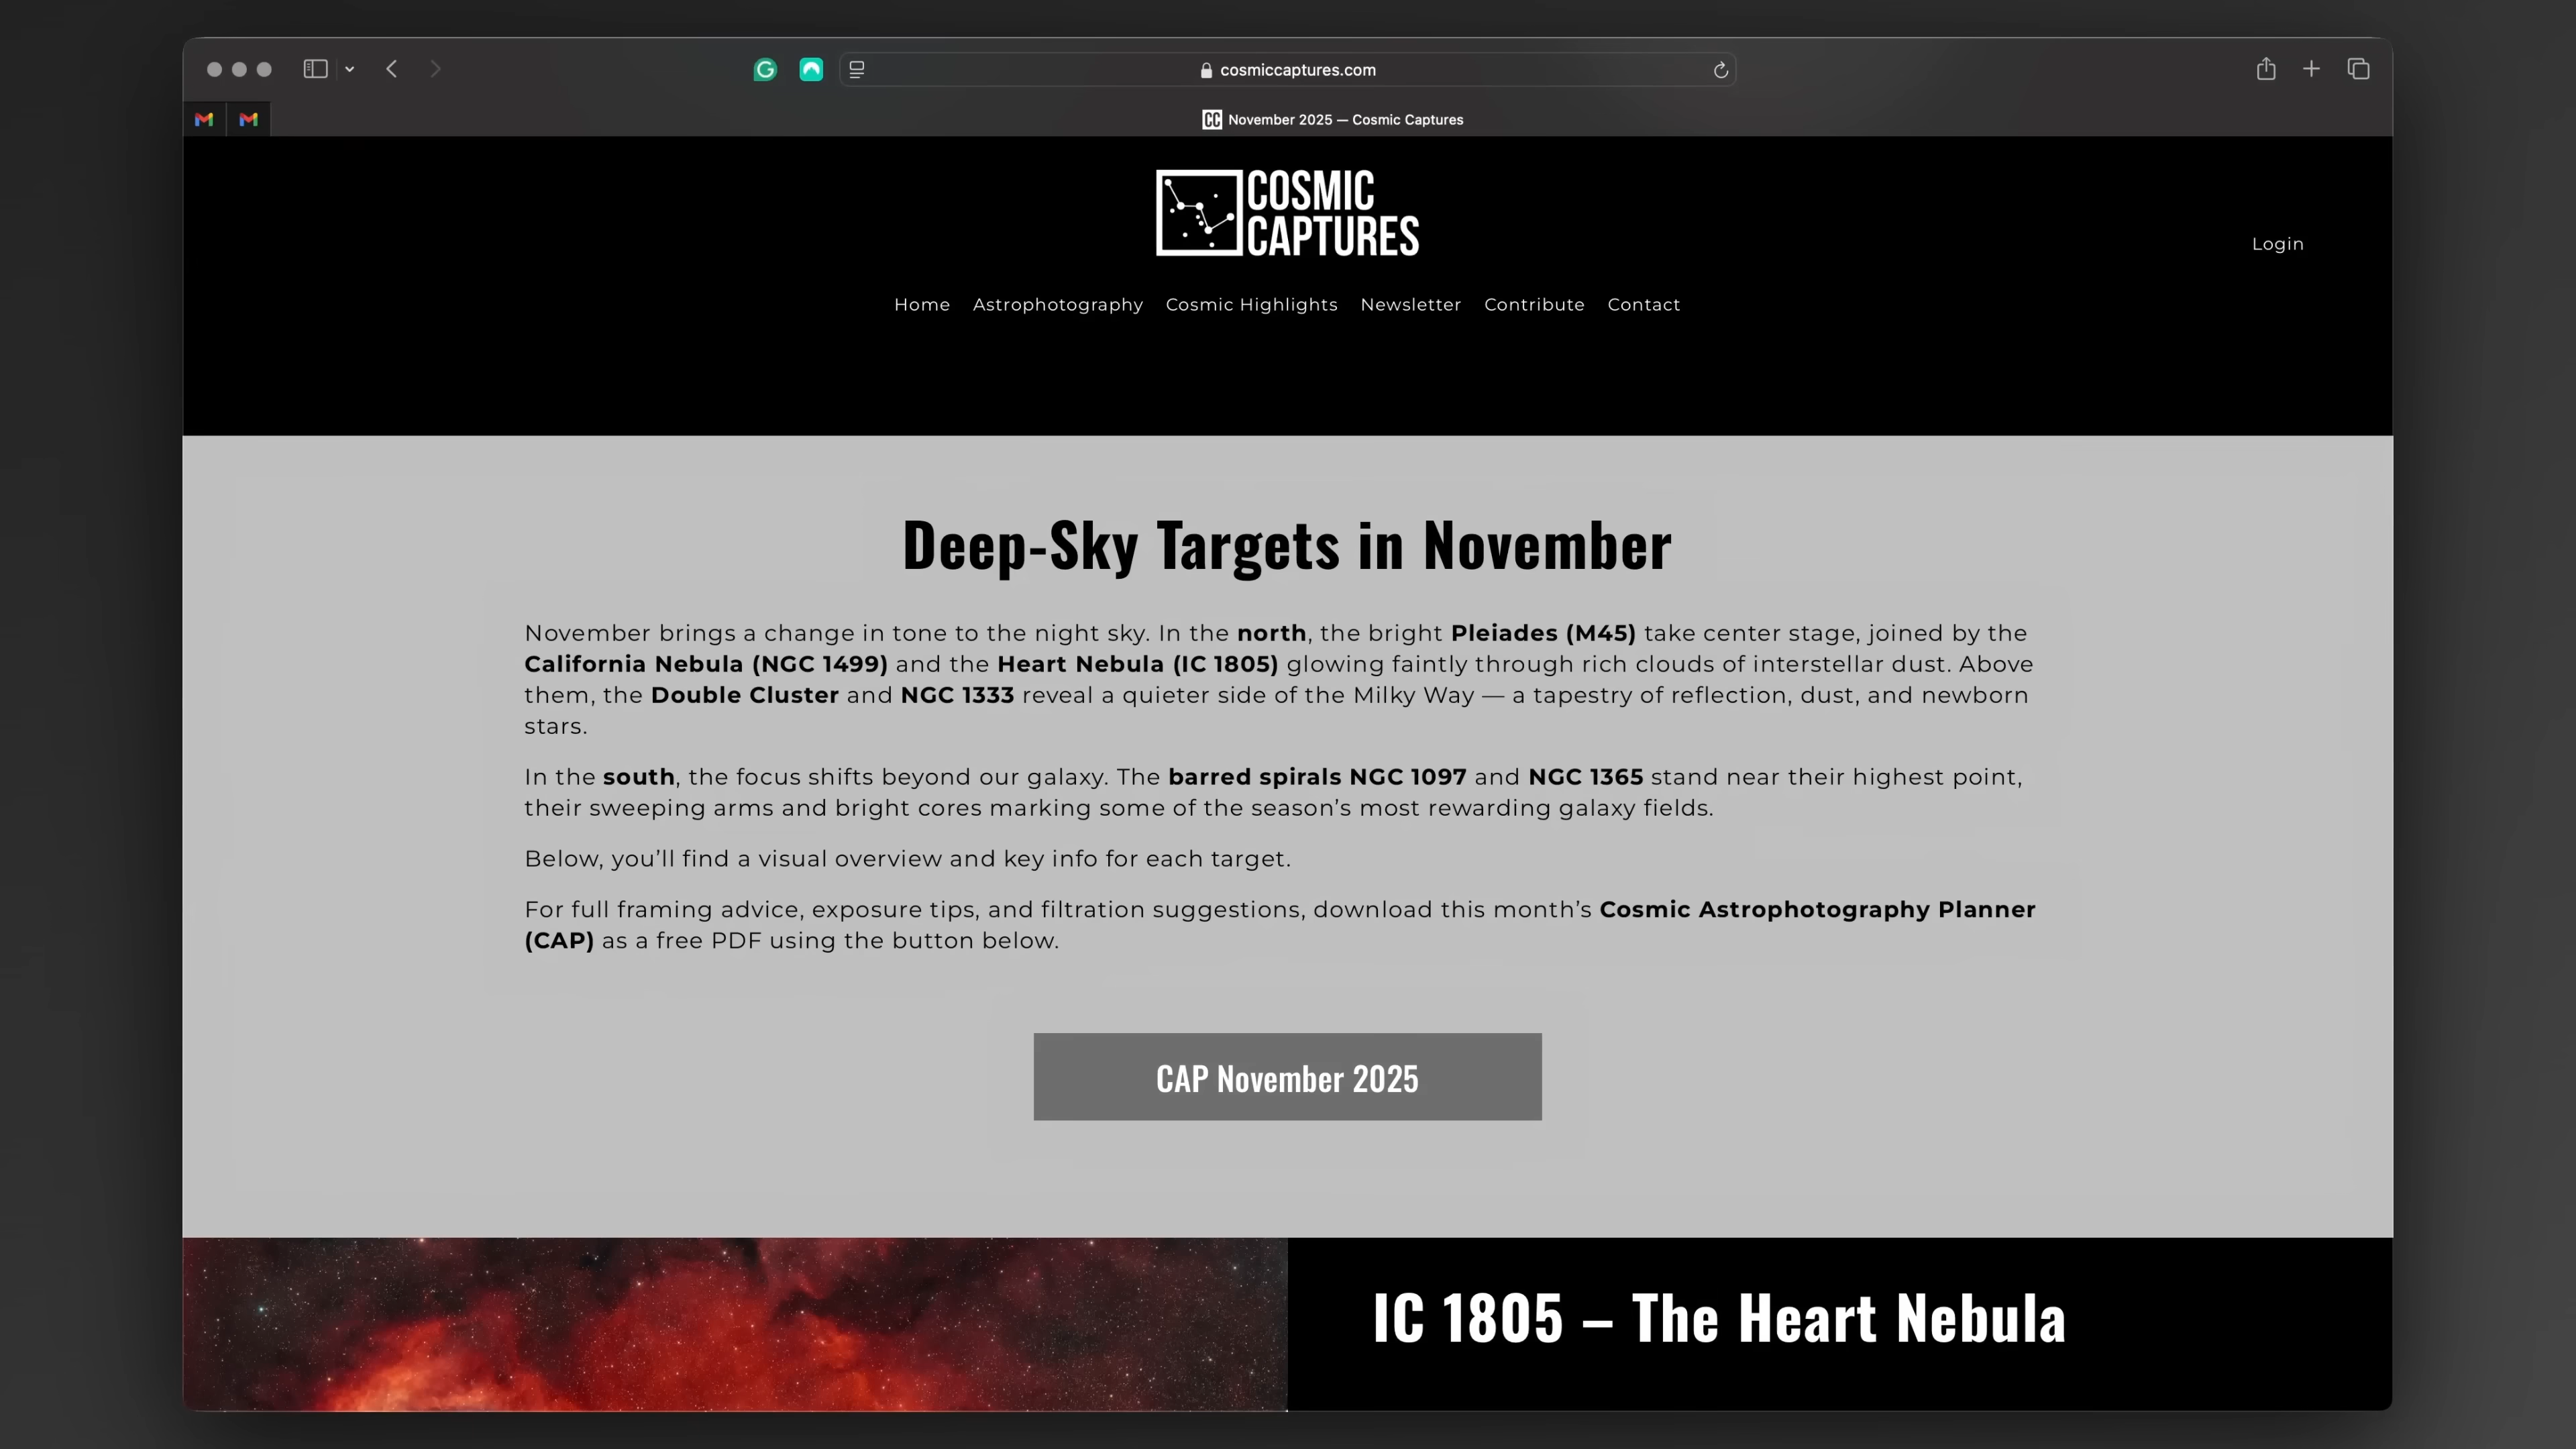 cosmiccaptures.com
CC November 2025 — Cosmic Captures
COSMIC
CAPTURES
Login
Home Astrophotography Cosmic Highlights Newsletter Contribute Contact
Deep-Sky Targets in November
November brings a change in tone to the night sky. In the north, the bright Pleiades (M45) take center stage, joined by the
California Nebula (NGC 1499) and the Heart Nebula (IC 1805) glowing faintly through rich clouds of interstellar dust. Above
them, the Double Cluster and NGC 1333 reveal a quieter side of the Milky Way — a tapestry of reflection, dust, and newborn
stars.
In the south, the focus shifts beyond our galaxy. The barred spirals NGC 1097 and NGC 1365 stand near their highest point,
their sweeping arms and bright cores marking some of the season’s most rewarding galaxy fields.
Below, you’ll find a visual overview and key info for each target.
For full framing advice, exposure tips, and filtration suggestions, download this month’s Cosmic Astrophotography Planner
(CAP) as a free PDF using the button below.
CAP November 2025
IC 1805 – The Heart Nebula